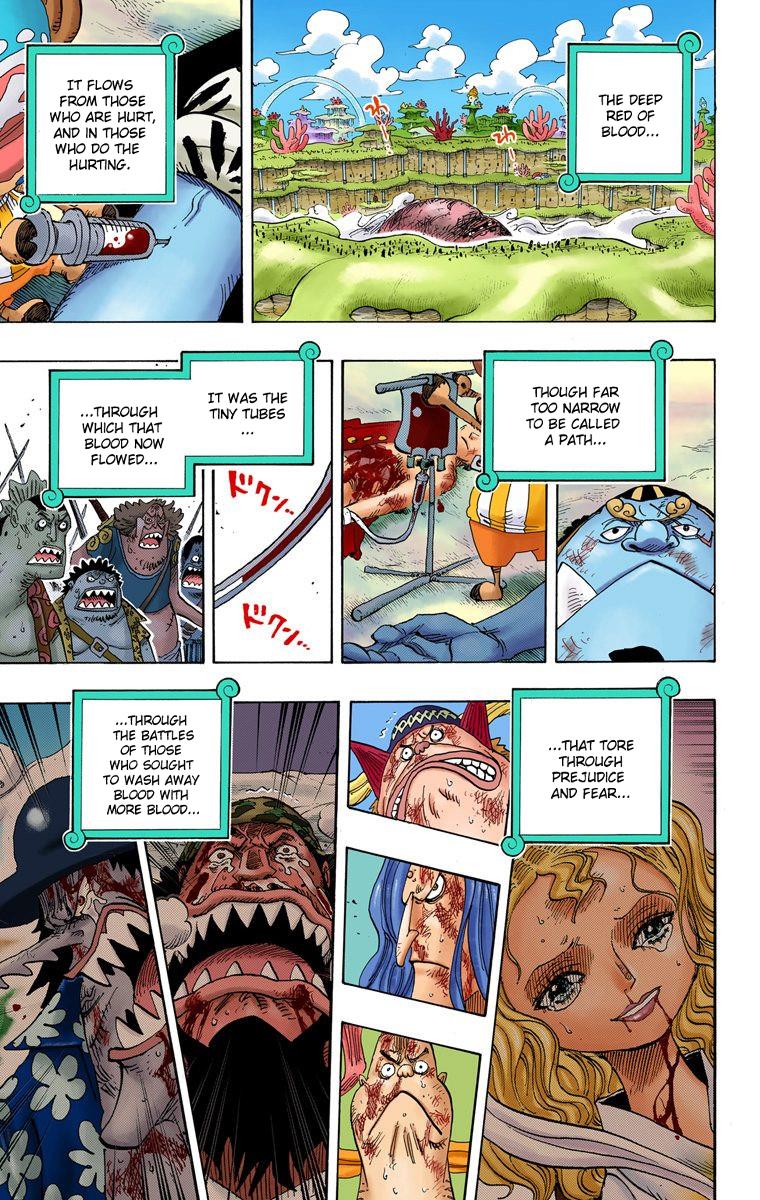 THE DEEP
RED OF
BLOOD...
わ
わ
IT FLOWS
FROM THOSE
WHO ARE HURT,
AND IN THOSE
WHO DO THE
HURTING.
THOUGH FAR
TOO NARROW
TO BE CALLED
A PATH...
IT WAS THE
TINY TUBES
...
...THROUGH
WHICH THAT
BLOOD NOW
FLOWED...
ドクン...
ドクン...
...THAT TORE
THROUGH
PREJUDICE
AND FEAR...
...THROUGH
THE BATTLES
OF THOSE
WHO SOUGHT
TO WASH AWAY
BLOOD WITH
MORE BLOOD...